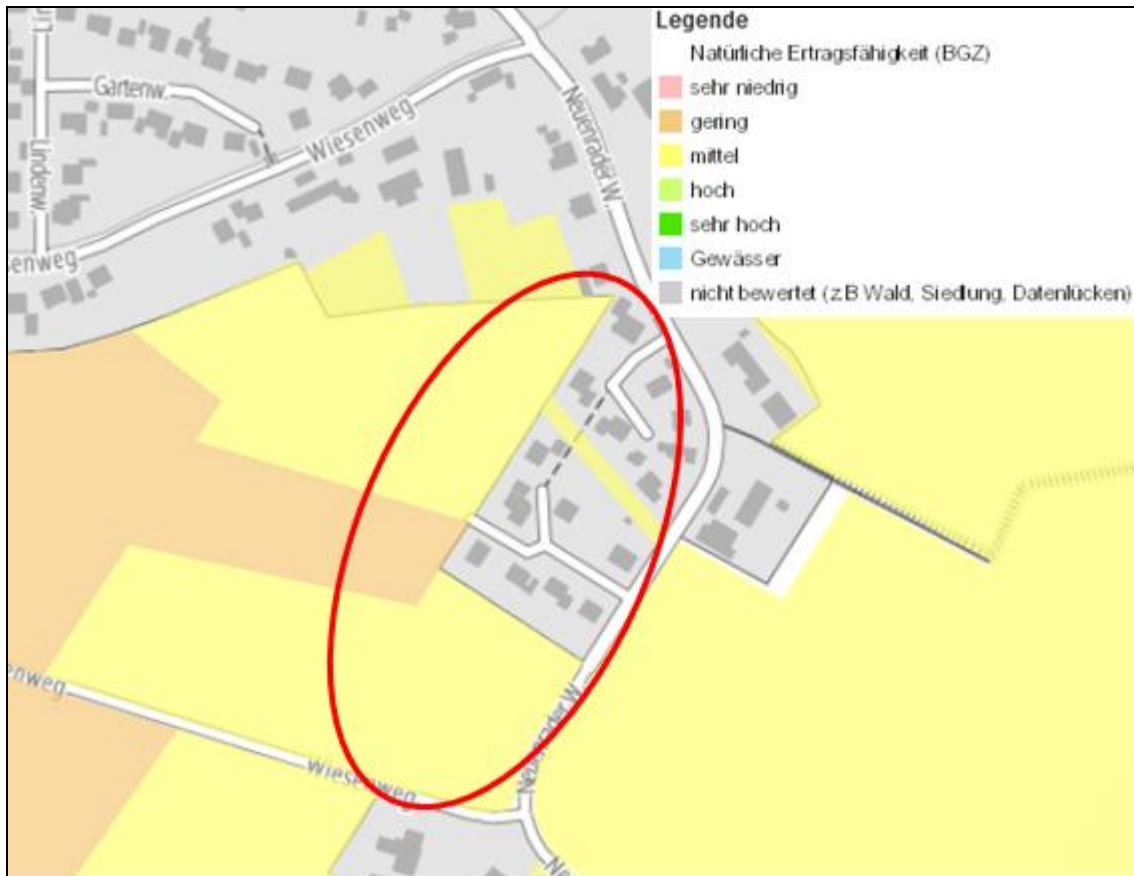 Legende
Natürliche Ertragsfähigkeit (BGZ)
sehr niedrig
gering
mittel
hoch
sehr hoch
Gewässer
nicht bewertet (z.B Wald, Siedlung, Datenlücken)
Gartenw.
Lindenw.
Wiesenweg
Neuenrader W.
senweg
enweg
Wiesenweg
Neuenrader W.